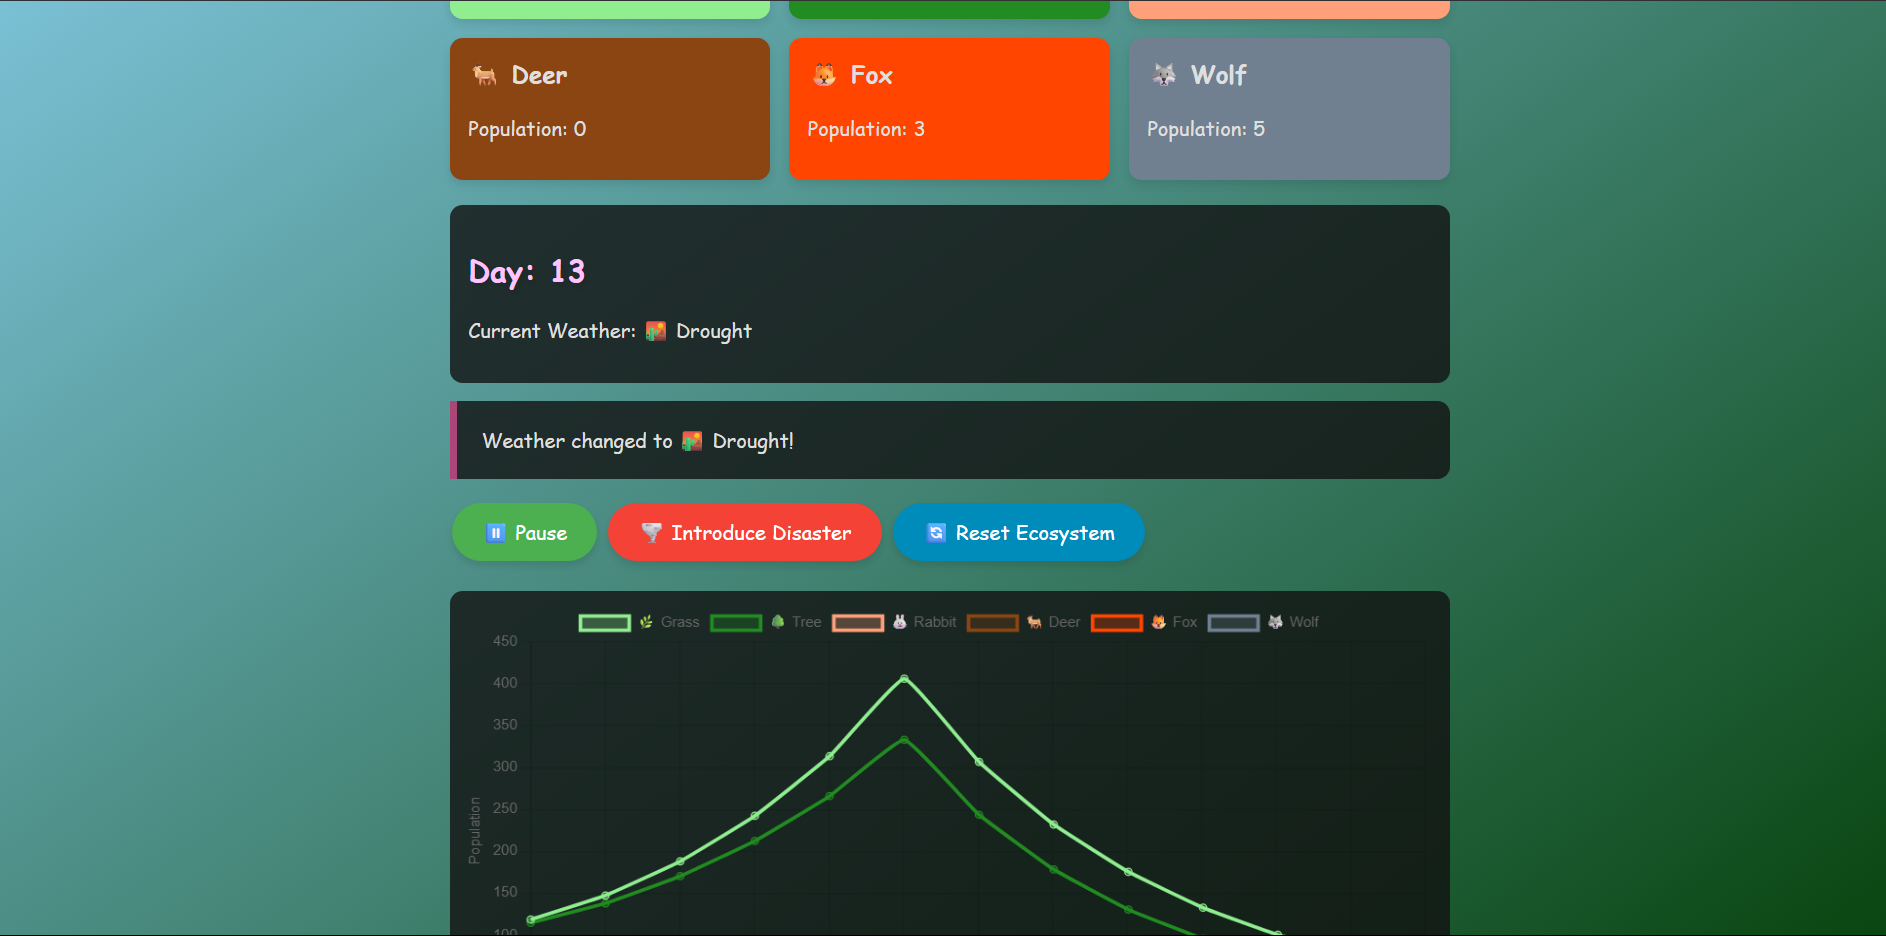 Deer
Population: 0
Fox
Population: 3
Wolf
Population: 5
Day: 13
Current Weather: 🏜️ Drought
Weather changed to 🏜️ Drought!
⏸️ Pause
🌪️ Introduce Disaster
🔄 Reset Ecosystem
Grass Tree Rabbit Deer Fox Wolf
450
400
350
300
250
200
150
100
Population